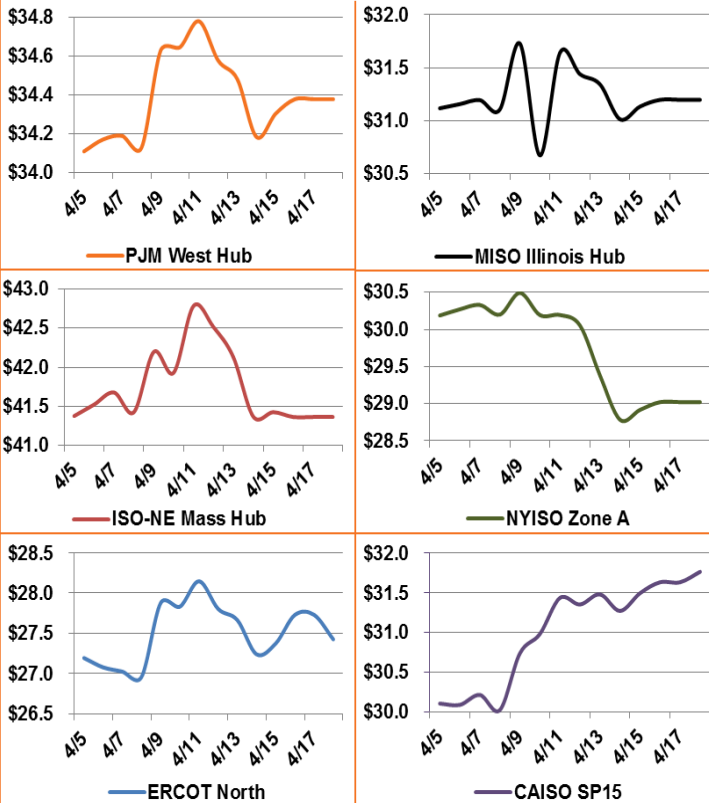 $34.8
$34.6
$34.4
$34.2
$34.0
4/5 4/7 4/9 4/11 4/13 4/15 4/17
PJM West Hub
$32.0
$31.5
$31.0
$30.5
4/5 4/7 4/9 4/11 4/13 4/15 4/17
MISO Illinois Hub
$43.0
$42.5
$42.0
$41.5
$41.0
4/5 4/7 4/9 4/11 4/13 4/15 4/17
ISO-NE Mass Hub
$30.5
$30.0
$29.5
$29.0
$28.5
4/5 4/7 4/9 4/11 4/13 4/15 4/17
NYISO Zone A
$28.5
$28.0
$27.5
$27.0
$26.5
4/5 4/7 4/9 4/11 4/13 4/15 4/17
ERCOT North
$32.0
$31.5
$31.0
$30.5
$30.0
4/5 4/7 4/9 4/11 4/13 4/15 4/17
CAISO SP15